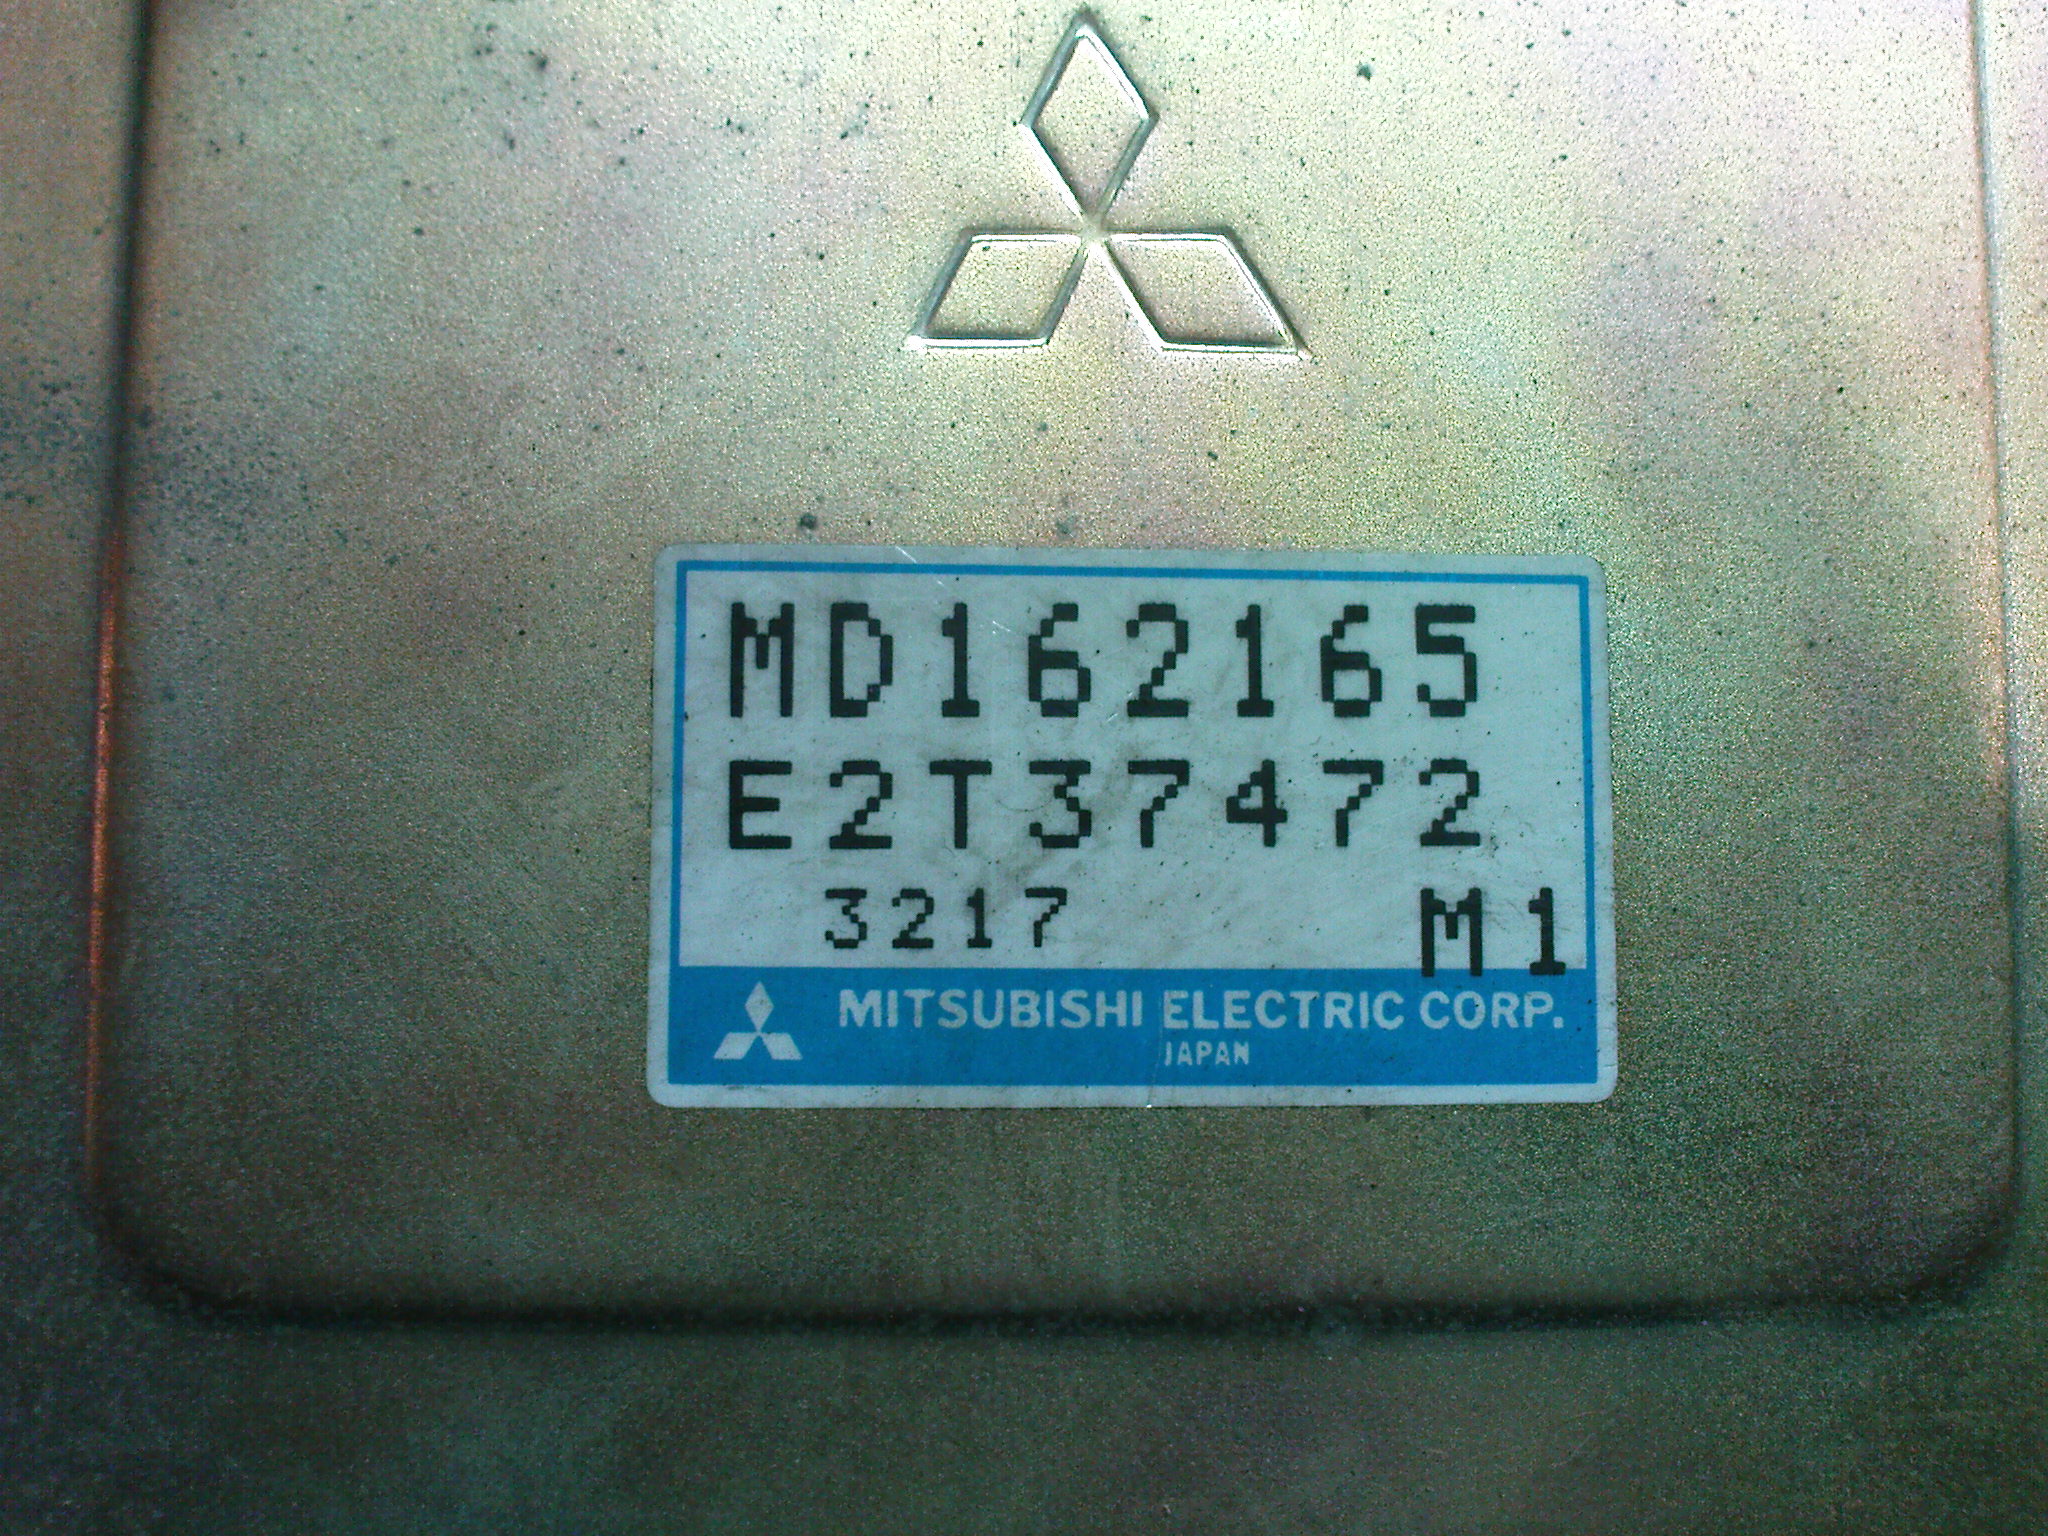 MD162165
E2T37472
3217 M1
MITSUBISHI ELECTRIC CORP.
JAPAN